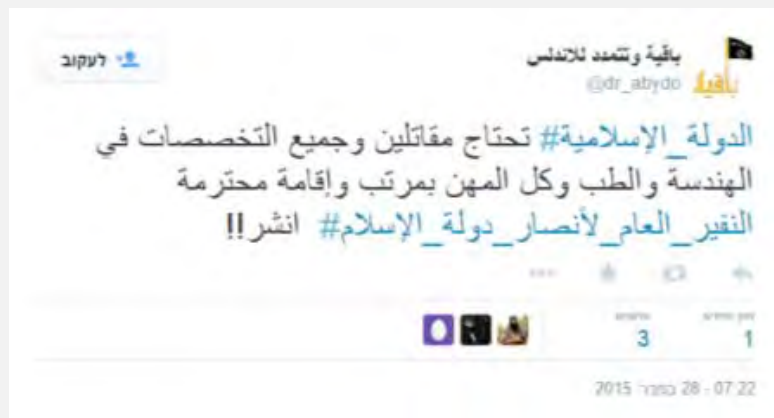 باقية وتتمدد للاندلس
@dr_abydo
לעקוב
باقية
#الدولة_الإسلامية تحتاج مقاتلين وجميع التخصصات في
الهندسة والطب وكل المهن بمرتب وإقامة محترمة
#النفير_العام_لأنصار_دولة_الإسلام انشر!!
1 3
07:22 - 28 2015